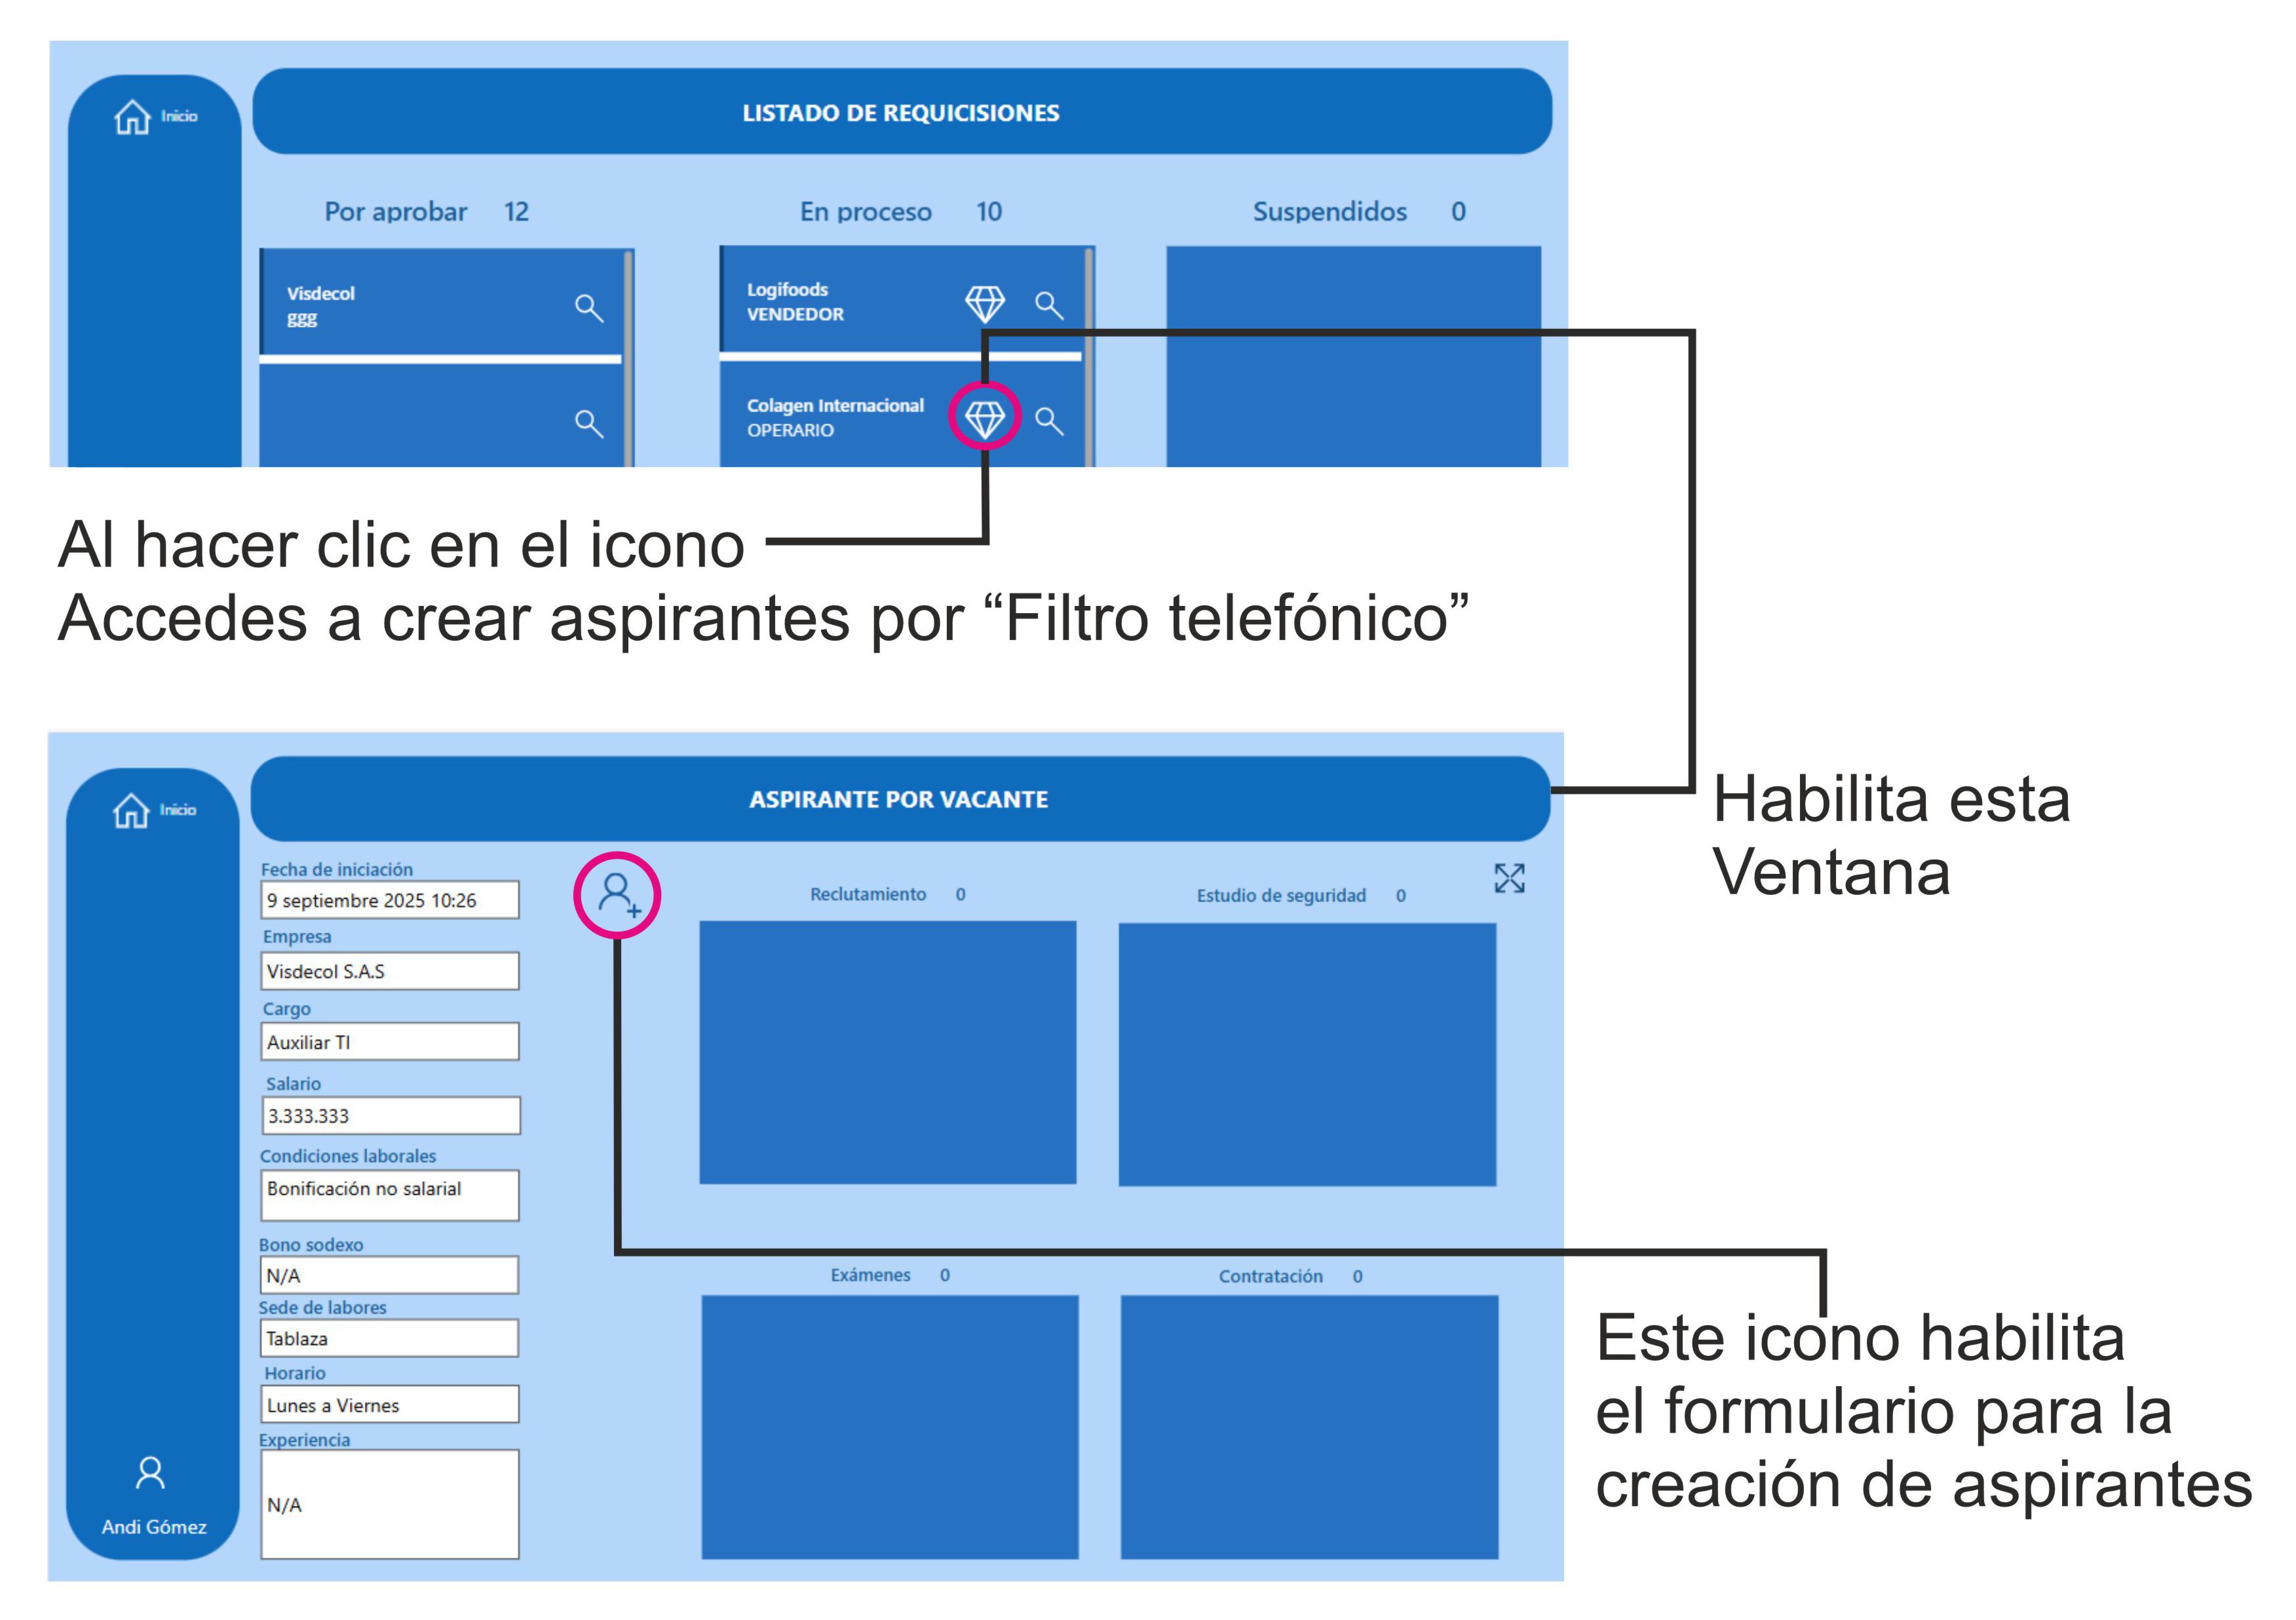 Inicio
LISTADO DE REQUICISIONES
Por aprobar 12
En proceso 10
Suspendidos 0
Visdecol
ggg
Logifoods
VENDEDOR
Colagen Internacional
OPERARIO
Al hacer clic en el icono
Accedes a crear aspirantes por “Filtro telefónico”
Inicio
ASPIRANTE POR VACANTE
Habilita esta
Ventana
Fecha de iniciación
9 septiembre 2025 10:26
Empresa
Visdecol S.A.S
Cargo
Auxiliar TI
Salario
3.333.333
Condiciones laborales
Bonificación no salarial
Bono sodexo
N/A
Sede de labores
Tablaza
Horario
Lunes a Viernes
Experiencia
N/A
Reclutamiento 0
Estudio de seguridad 0
Exámenes 0
Contratación 0
Andi Gómez
Este icono habilita
el formulario para la
creación de aspirantes